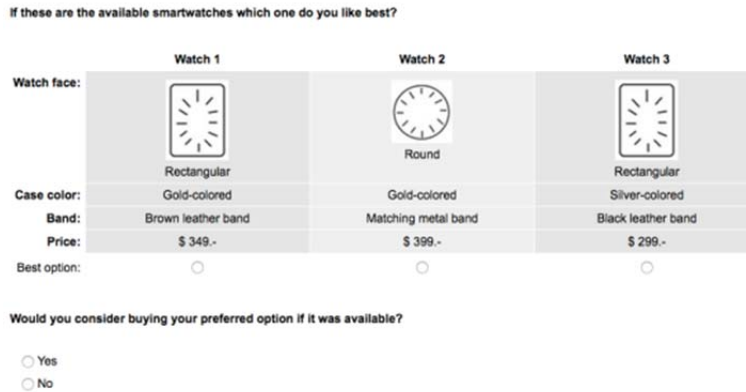 If these are the available smartwatches which one do you like best?
Watch 1 Watch 2 Watch 3
Watch face:
Rectangular Round Rectangular
Case color: Gold-colored Gold-colored Silver-colored
Band: Brown leather band Matching metal band Black leather band
Price: $ 349.- $ 399.- $ 299.-
Best option:
Would you consider buying your preferred option if it was available?
Yes
No